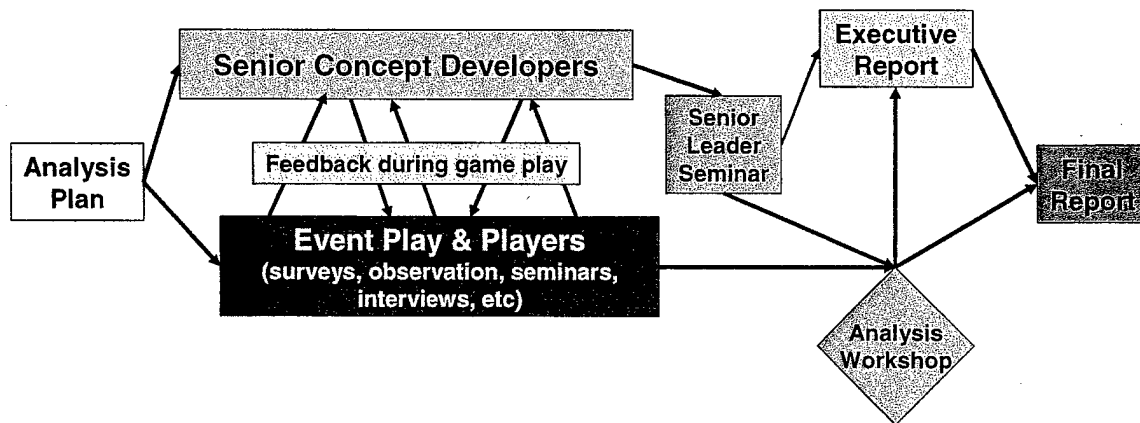 Senior Concept Developers
Executive
Report
Senior
Leader
Seminar
Feedback during game play
Analysis
Plan
Final
Report
Event Play & Players
(surveys, observation, seminars,
interviews, etc)
Analysis
Workshop